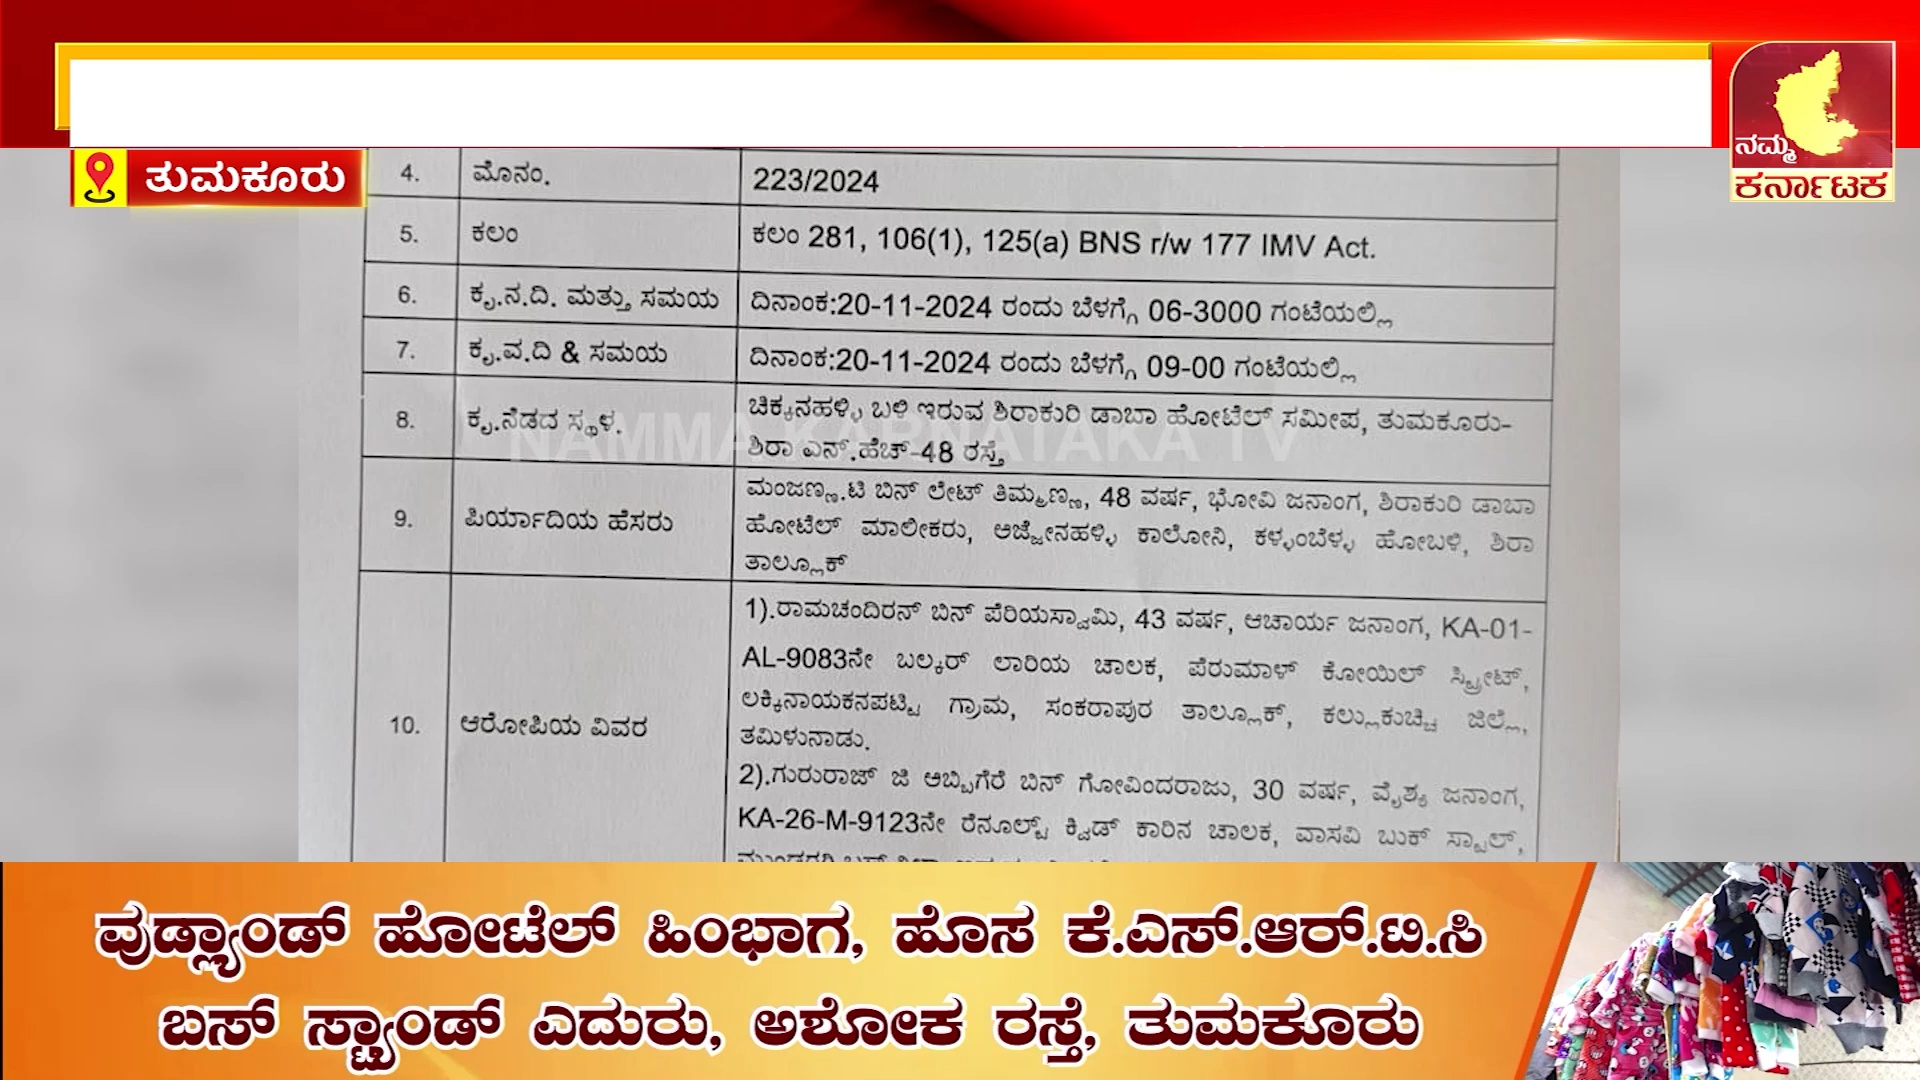 ನಮ್ಮ
ಕರ್ನಾಟಕ
ತುಮಕೂರು
4. ಮೊನಂ. 223/2024
5. ಕಲಂ ಕಲಂ 281, 106(1), 125(a) BNS r/w 177 IMV Act.
6. ಕೃ.ನ.ದಿ. ಮತ್ತು ಸಮಯ ದಿನಾಂಕ:20-11-2024 ರಂದು ಬೆಳಗ್ಗೆ 06-3000 ಗಂಟೆಯಲ್ಲಿ
7. ಕೃ.ವ.ದಿ & ಸಮಯ ದಿನಾಂಕ:20-11-2024 ರಂದು ಬೆಳಗ್ಗೆ 09-00 ಗಂಟೆಯಲ್ಲಿ
8. ಕೃ.ನೆಡದ ಸ್ಥಳ. ಚಿಕ್ಕನಹಳ್ಳಿ ಬಳಿ ಇರುವ ಶಿರಾಕುರಿ ಡಾಬಾ ಹೋಟೆಲ್ ಸಮೀಪ, ತುಮಕೂರು-
ಶಿರಾ ಎನ್.ಹೆಚ್-48 ರಸ್ತೆ
NAMMA KARNATAKA TV
9. ಪಿರ್ಯಾದಿಯ ಹೆಸರು ಮಂಜಣ್ಣ.ಟಿ ಬಿನ್ ಲೇಟ್ ತಿಮ್ಮಣ್ಣ, 48 ವರ್ಷ, ಭೋವಿ ಜನಾಂಗ, ಶಿರಾಕುರಿ ಡಾಬಾ
ಹೋಟೆಲ್ ಮಾಲೀಕರು, ಅಜ್ಜೇನಹಳ್ಳಿ ಕಾಲೋನಿ, ಕಳ್ಳಂಬೆಳ್ಳ ಹೋಬಳಿ, ಶಿರಾ
ತಾಲ್ಲೂಕ್
10. ಆರೋಪಿಯ ವಿವರ 1).ರಾಮಚಂದಿರನ್ ಬಿನ್ ಪೆರಿಯಸ್ವಾಮಿ, 43 ವರ್ಷ, ಆಚಾರ್ಯ ಜನಾಂಗ, KA-01-
AL-9083ನೇ ಬಲ್ಕರ್ ಲಾರಿಯ ಚಾಲಕ, ಪೆರುಮಾಳ್ ಕೋಯಿಲ್ ಸ್ಟ್ರೀಟ್,
ಲಕ್ಕಿನಾಯಕನಪಟ್ಟಿ ಗ್ರಾಮ, ಸಂಕರಾಪುರ ತಾಲ್ಲೂಕ್, ಕಲ್ಲುಕುಚ್ಚಿ ಜಿಲ್ಲೆ,
ತಮಿಳುನಾಡು.
2).ಗುರುರಾಜ್ ಜಿ ಅಬ್ಬಿಗೆರೆ ಬಿನ್ ಗೋವಿಂದರಾಜು, 30 ವರ್ಷ, ವೈಶ್ಯ ಜನಾಂಗ,
KA-26-M-9123ನೇ ರೆನೂಲ್ಟ್ ಕ್ವಿಡ್ ಕಾರಿನ ಚಾಲಕ, ವಾಸವಿ ಬುಕ್ ಸ್ಟಾಲ್,
ವುಡ್ಲ್ಯಾಂಡ್ ಹೋಟೆಲ್ ಹಿಂಭಾಗ, ಹೊಸ ಕೆ.ಎಸ್.ಆರ್.ಟಿ.ಸಿ
ಬಸ್ ಸ್ಟ್ಯಾಂಡ್ ಎದುರು, ಅಶೋಕ ರಸ್ತೆ, ತುಮಕೂರು